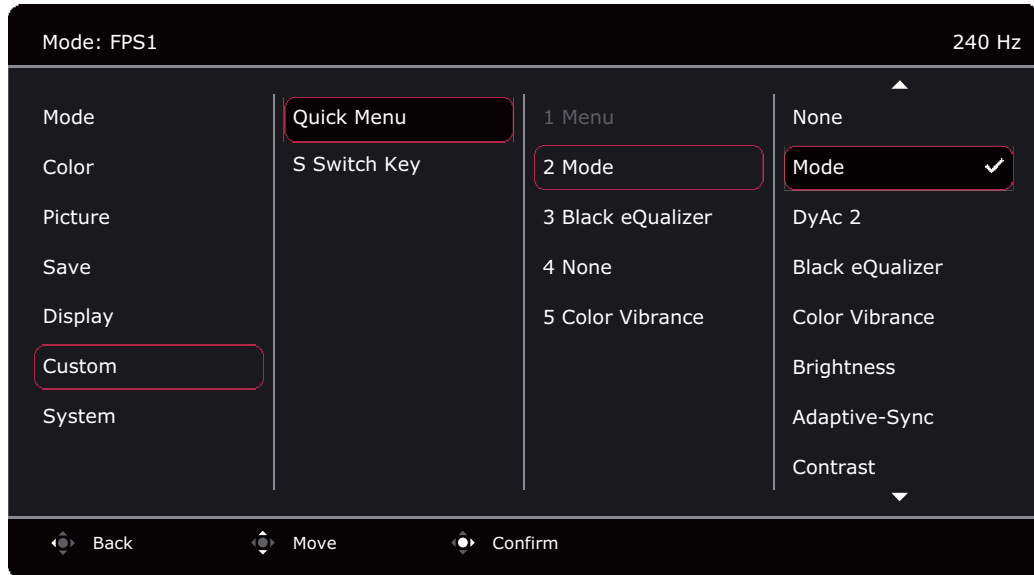 Mode: FPS1
240 Hz
Mode
Color
Picture
Save
Display
Custom
System
Quick Menu
S Switch Key
1 Menu
2 Mode
3 Black eQualizer
4 None
5 Color Vibrance
None
Mode
DyAc 2
Black eQualizer
Color Vibrance
Brightness
Adaptive-Sync
Contrast
Back
Move
Confirm